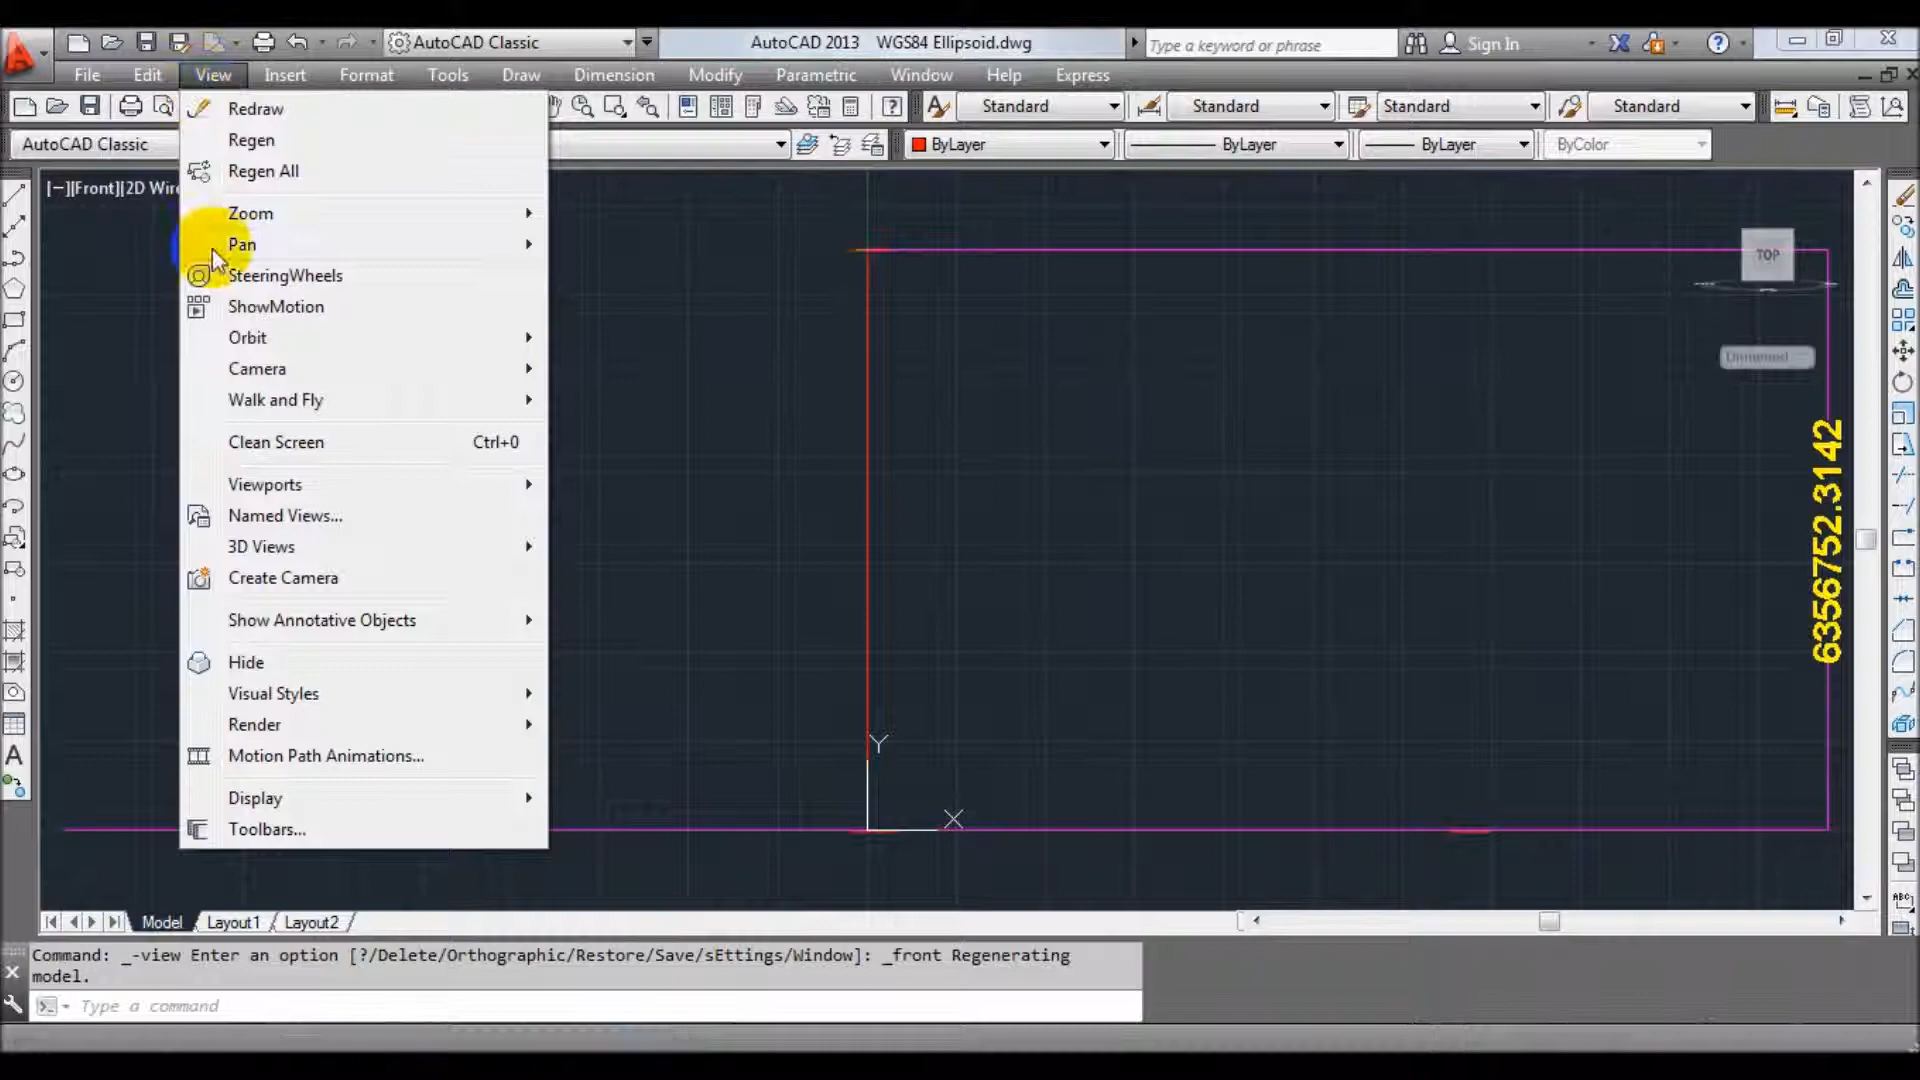 AutoCAD Classic
AutoCAD 2013 WGS84 Ellipsoid.dwg
Type a keyword or phrase
Sign In
File Edit View Insert Format Tools Draw Dimension Modify Parametric Window Help Express
Standard Standard Standard Standard
AutoCAD Classic
ByLayer ByLayer ByLayer ByColor
[−][Front][2D Wire
Redraw
Regen
Regen All
Zoom
Pan
SteeringWheels
ShowMotion
Orbit
Camera
Walk and Fly
Clean Screen Ctrl+0
Viewports
Named Views...
3D Views
Create Camera
Show Annotative Objects
Hide
Visual Styles
Render
Motion Path Animations...
Display
Toolbars...
TOP
Unnamed
6356752.3142
Y
X
A
ABC
Model Layout1 Layout2
Command: _-view Enter an option [?/Delete/Orthographic/Restore/Save/sEttings/Window]: _front Regenerating
model.
Type a command